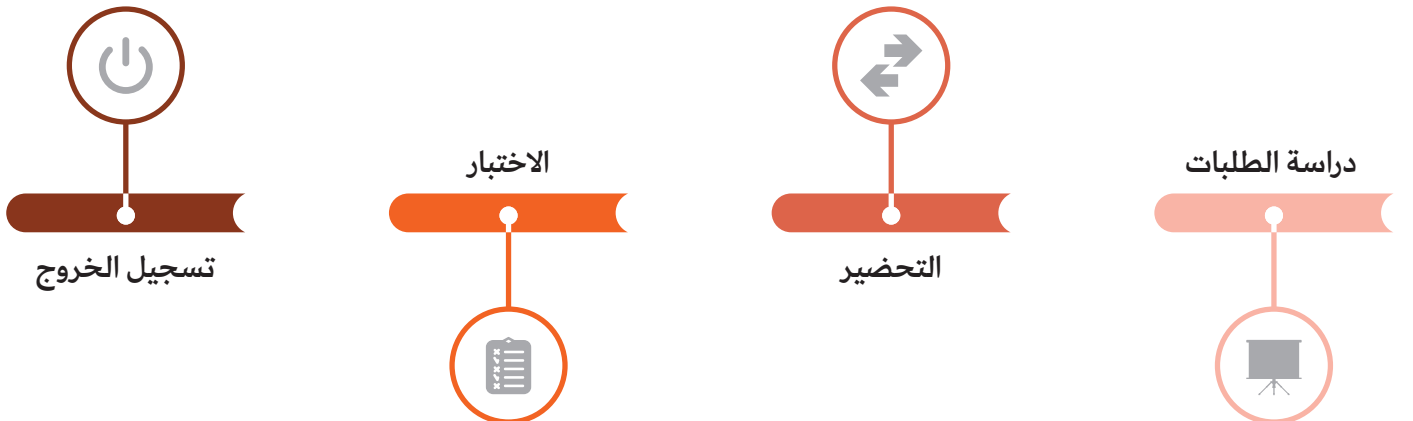 دراسة الطلبات
التحضير
الاختبار
تسجيل الخروج